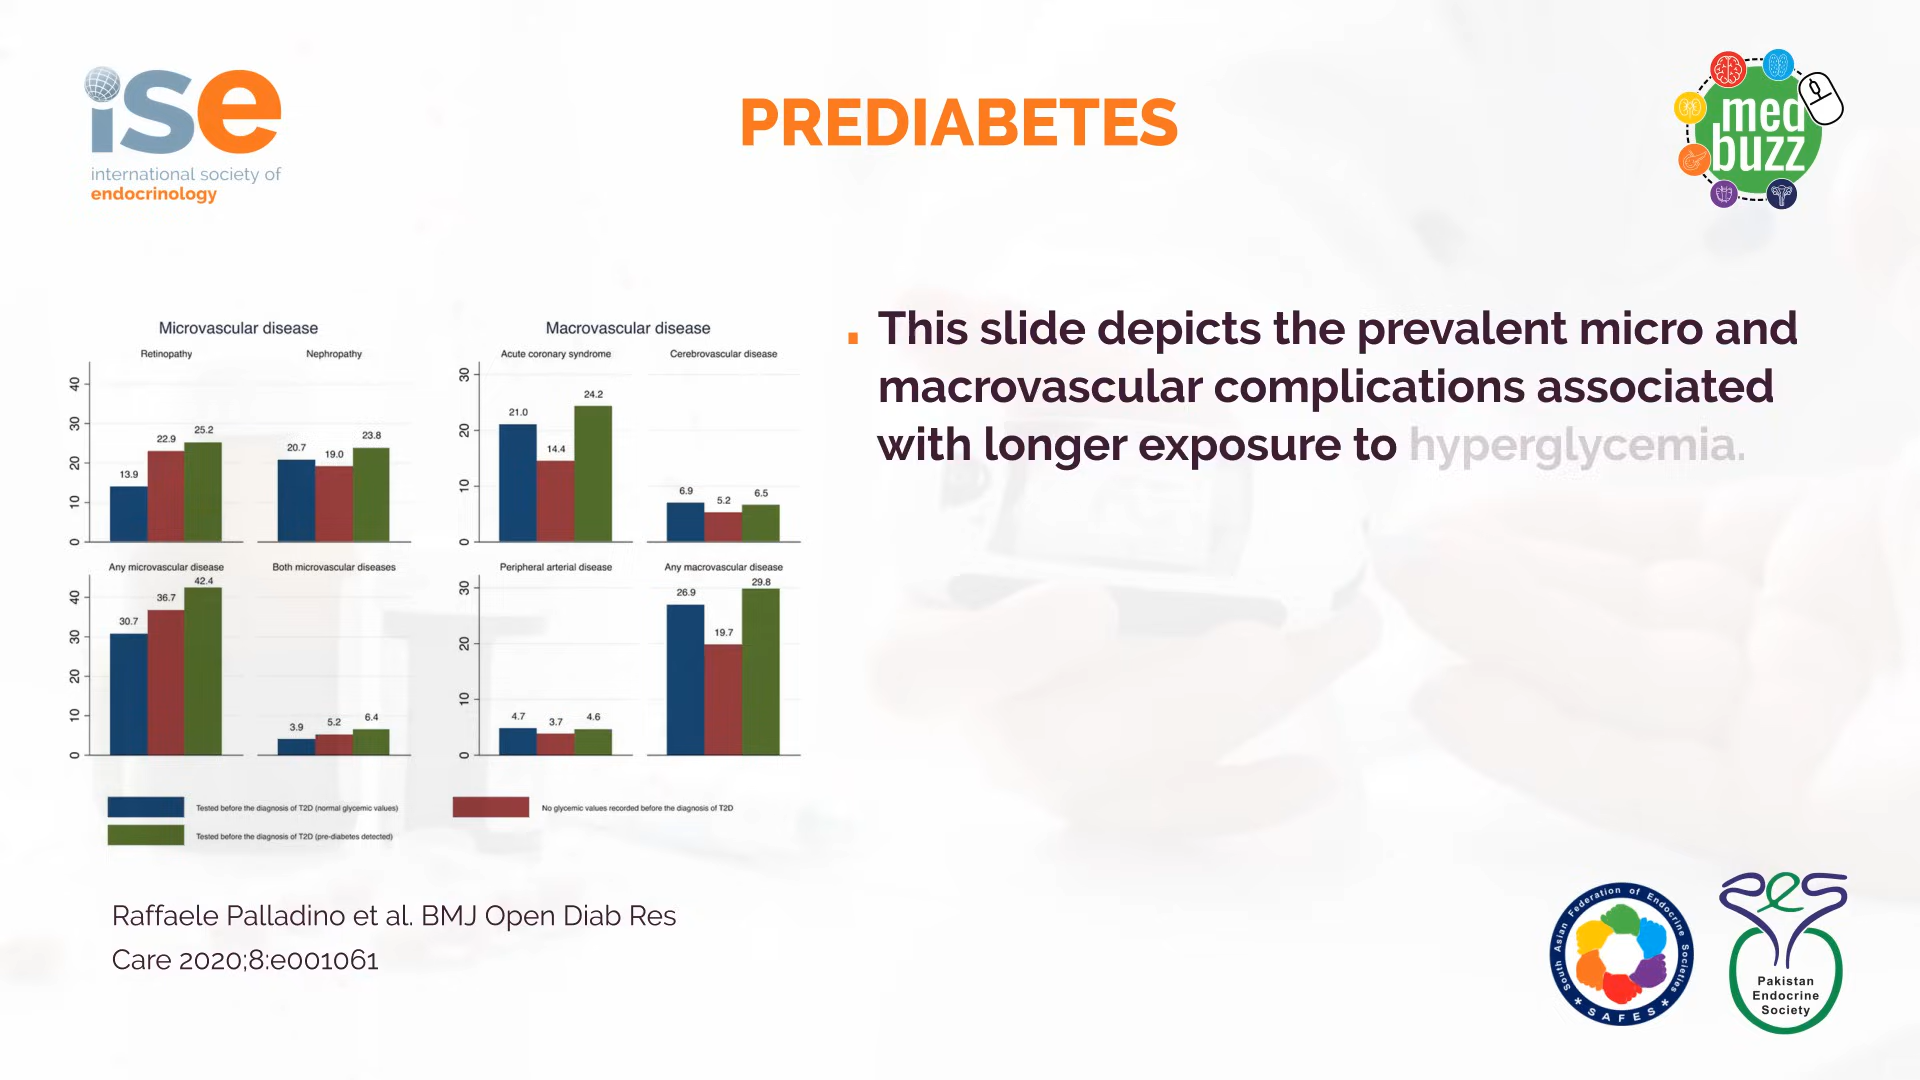 ise
international society of
endocrinology
PREDIABETES
med
buzz
Microvascular disease
Macrovascular disease
Retinopathy
Nephropathy
Acute coronary syndrome
Cerebrovascular disease
40
30
20
10
0
13.9
22.9
25.2
20.7
19.0
23.8
30
20
10
0
21.0
14.4
24.2
6.9
5.2
6.5
Any microvascular disease
Both microvascular diseases
Peripheral arterial disease
Any macrovascular disease
40
30
20
10
0
30.7
36.7
42.4
3.9
5.2
6.4
30
20
10
0
4.7
3.7
4.6
26.9
19.7
29.8
Tested before the diagnosis of T2D (normal glycemic values)
No glycemic values recorded before the diagnosis of T2D
Tested before the diagnosis of T2D (pre-diabetes detected)
This slide depicts the prevalent micro and
macrovascular complications associated
with longer exposure to hyperglycemia.
Raffaele Palladino et al. BMJ Open Diab Res
Care 2020;8:e001061
South Asian Federation of Endocrine Societies
* SAFES *
PES
Pakistan
Endocrine
Society